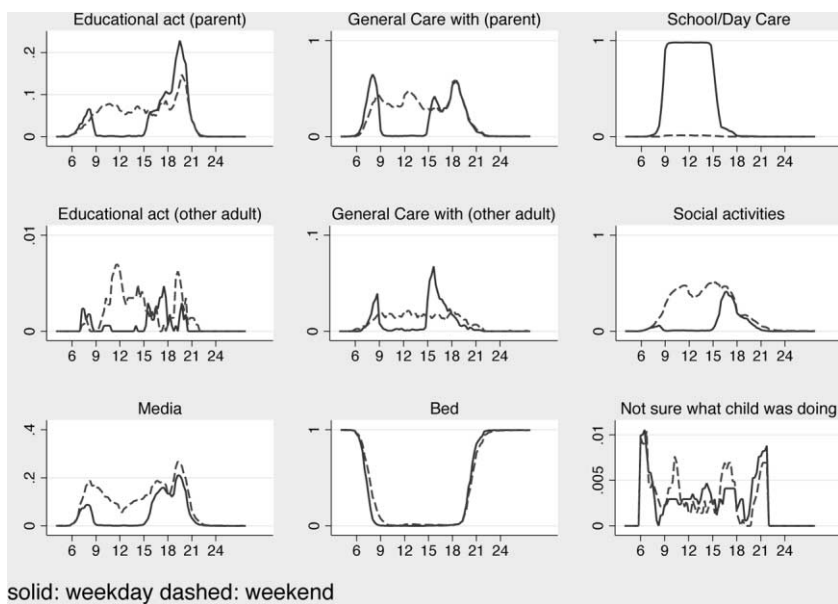 Educational act (parent)
General Care with (parent)
School/Day Care
0 .1 .2
6 9 12 15 18 21 24
0 1
6 9 12 15 18 21 24
0 1
6 9 12 15 18 21 24
Educational act (other adult)
General Care with (other adult)
Social activities
0 .01
6 9 12 15 18 21 24
0 .1
6 9 12 15 18 21 24
0 1
6 9 12 15 18 21 24
Media
Bed
Not sure what child was doing
0 .2 .4
6 9 12 15 18 21 24
0 1
6 9 12 15 18 21 24
0 .005 .01
6 9 12 15 18 21 24
solid: weekday dashed: weekend